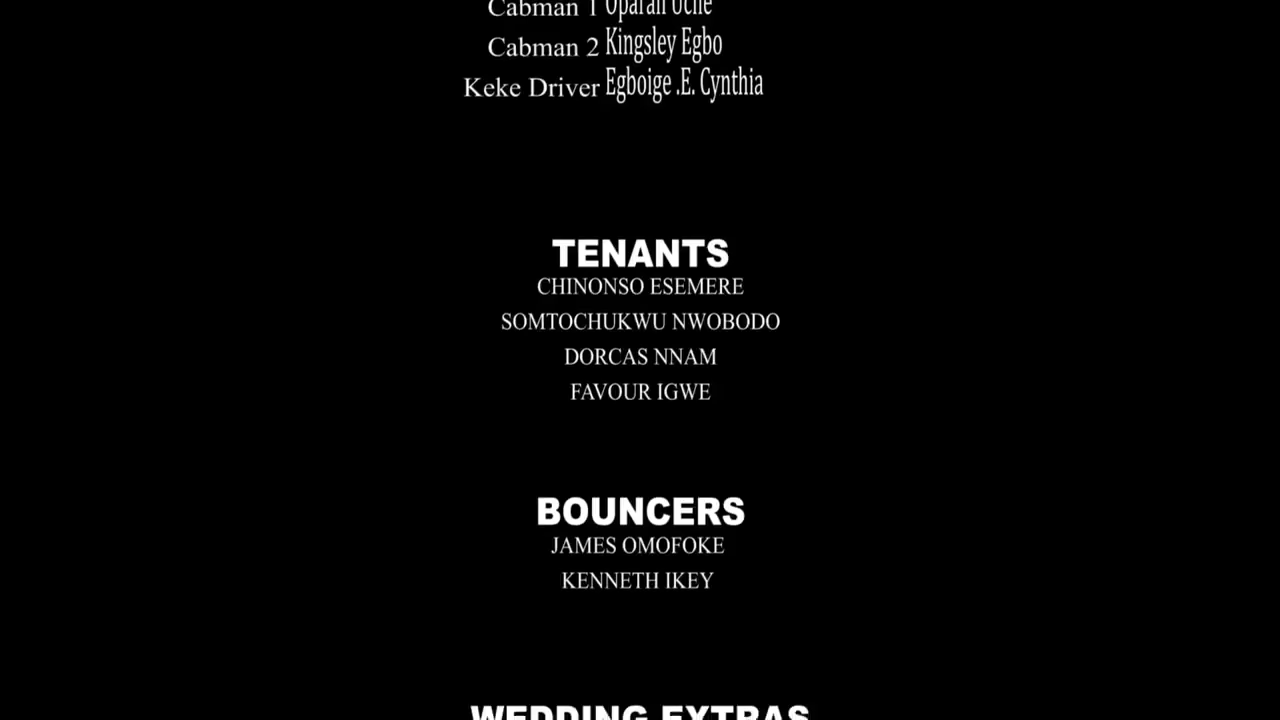 Cabman 1 Oparah Uche
Cabman 2 Kingsley Egbo
Keke Driver Egboige .E. Cynthia
TENANTS
CHINONSO ESEMERE
SOMTOCHUKWU NWOBODO
DORCAS NNAM
FAVOUR IGWE
BOUNCERS
JAMES OMOFOKE
KENNETH IKEY
WEDDING EXTRAS